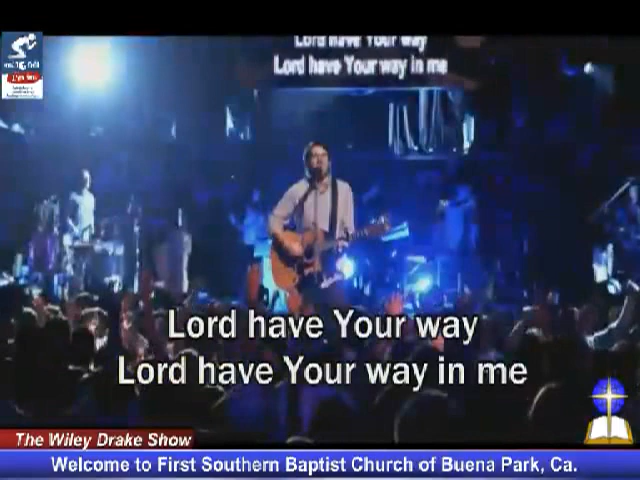 Lord have Your way
Lord have Your way in me
Lord have Your way
Lord have Your way in me
The Wiley Drake Show
Welcome to First Southern Baptist Church of Buena Park, Ca.